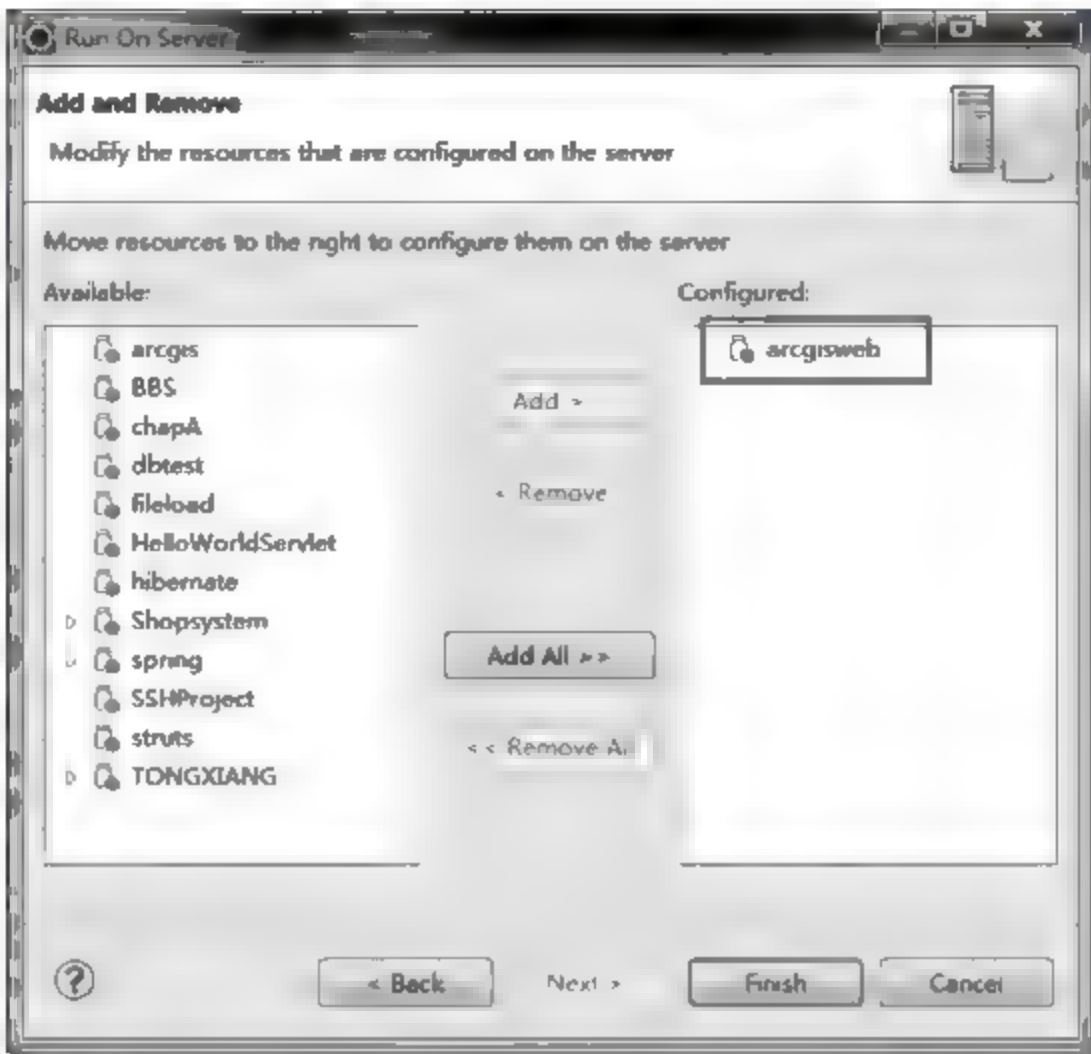 Run On Server
Add and Remove
Modify the resources that are configured on the server
Move resources to the right to configure them on the server
Available:
Configured:
arcgis
arcgisweb
BBS
Add >
chapA
dbtest
< Remove
fileload
HelloWorldServlet
hibernate
Shopsystem
Add All >>
spring
SSHProject
struts
<< Remove A
TONGXIANG
< Back
Next >
Finish
Cancel